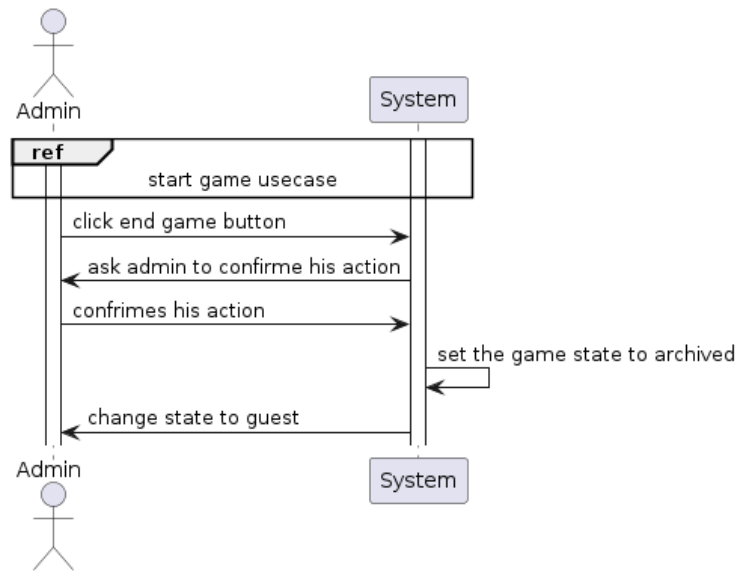 Admin
System
ref
start game usecase
click end game button
ask admin to confirme his action
confrimes his action
set the game state to archived
change state to guest
Admin
System